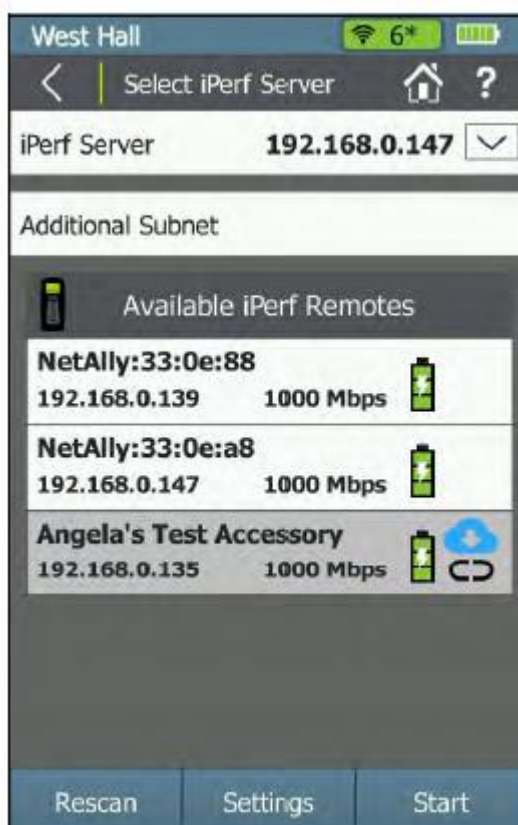 West Hall 6*
Select iPerf Server ?
iPerf Server 192.168.0.147
Additional Subnet
Available iPerf Remotes
NetAlly:33:0e:88
192.168.0.139 1000 Mbps
NetAlly:33:0e:a8
192.168.0.147 1000 Mbps
Angela's Test Accessory
192.168.0.135 1000 Mbps
Rescan Settings Start